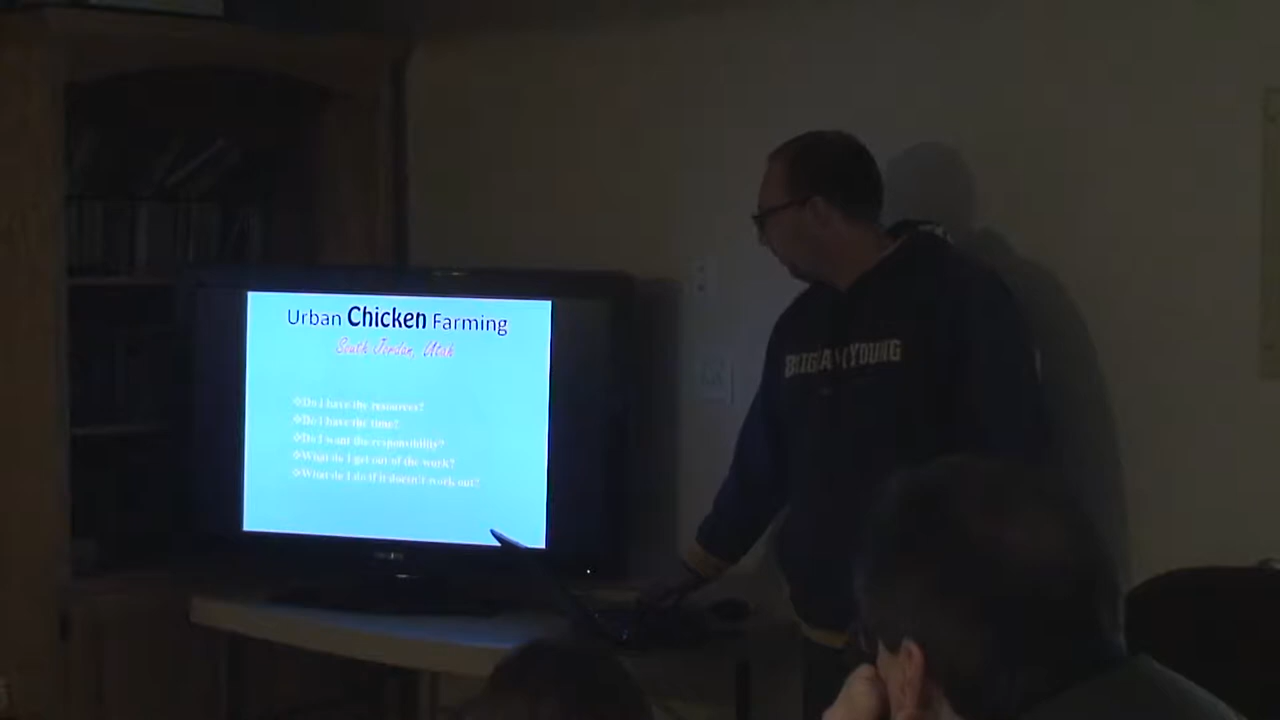 Urban Chicken Farming
South Jordan, Utah
❖Do I have the resources?
❖Do I have the time?
❖Do I want the responsibility?
❖What do I get out of the work?
❖What do I do if it doesn't work out?
BRIGHAM YOUNG